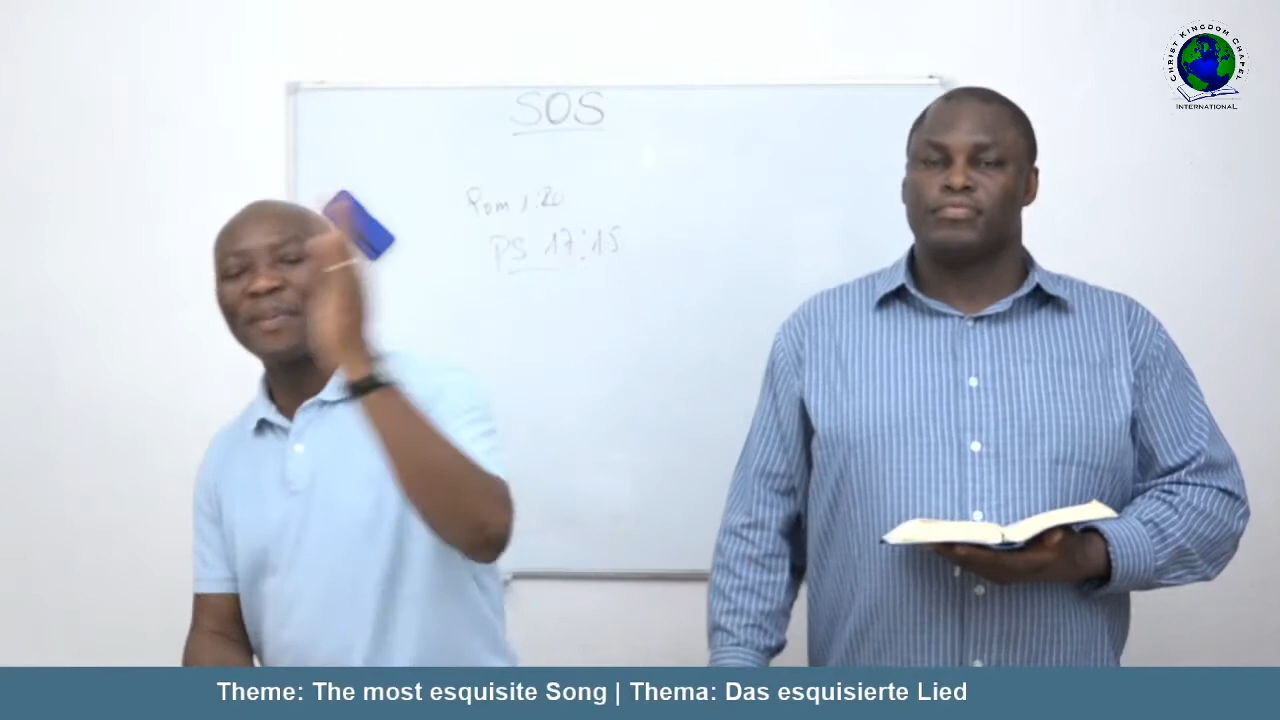 CHRIST KINGDOM CHAPEL
INTERNATIONAL
SOS
Rom 1:20
PS 17:15
Theme: The most esquisite Song | Thema: Das esquisierte Lied